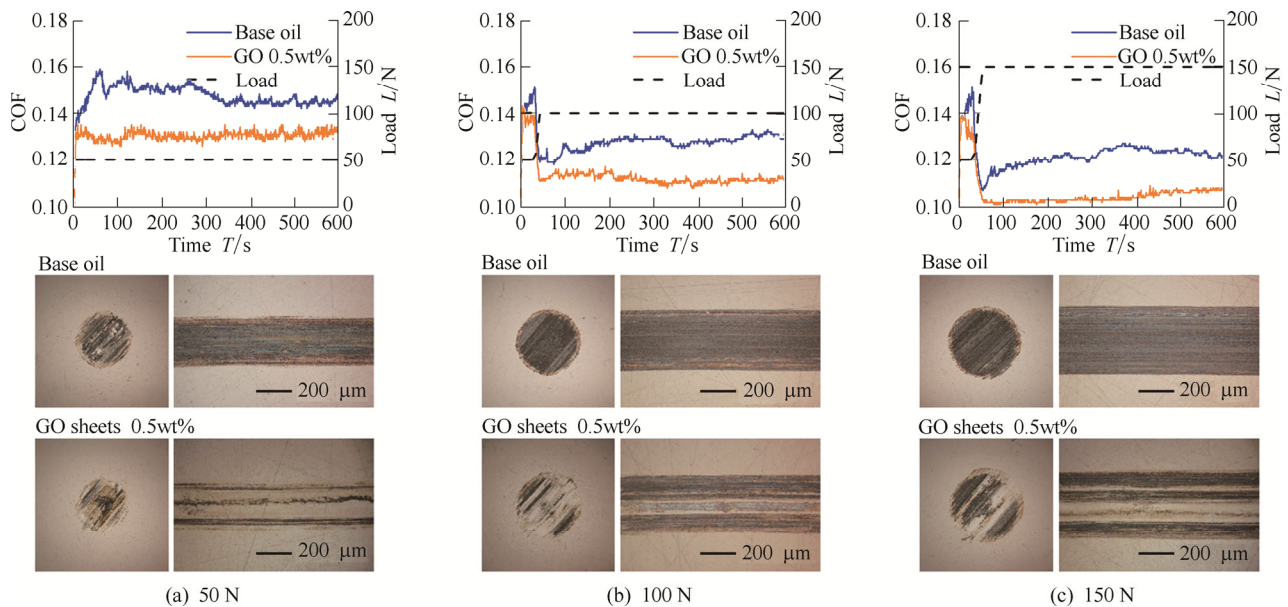 0.18
0.16
0.14
0.12
0.10
COF
200
150
100
50
0
Load L/N
Base oil
GO 0.5wt%
Load
0 100 200 300 400 500 600
Time T/s
Base oil
200 μm
GO sheets 0.5wt%
200 μm
(a) 50 N
0.18
0.16
0.14
0.12
0.10
COF
200
150
100
50
0
Load L/N
Base oil
GO 0.5wt%
Load
0 100 200 300 400 500 600
Time T/s
Base oil
200 μm
GO sheets 0.5wt%
200 μm
(b) 100 N
0.18
0.16
0.14
0.12
0.10
COF
200
150
100
50
0
Load L/N
Base oil
GO 0.5wt%
Load
0 100 200 300 400 500 600
Time T/s
Base oil
200 μm
GO sheets 0.5wt%
200 μm
(c) 150 N